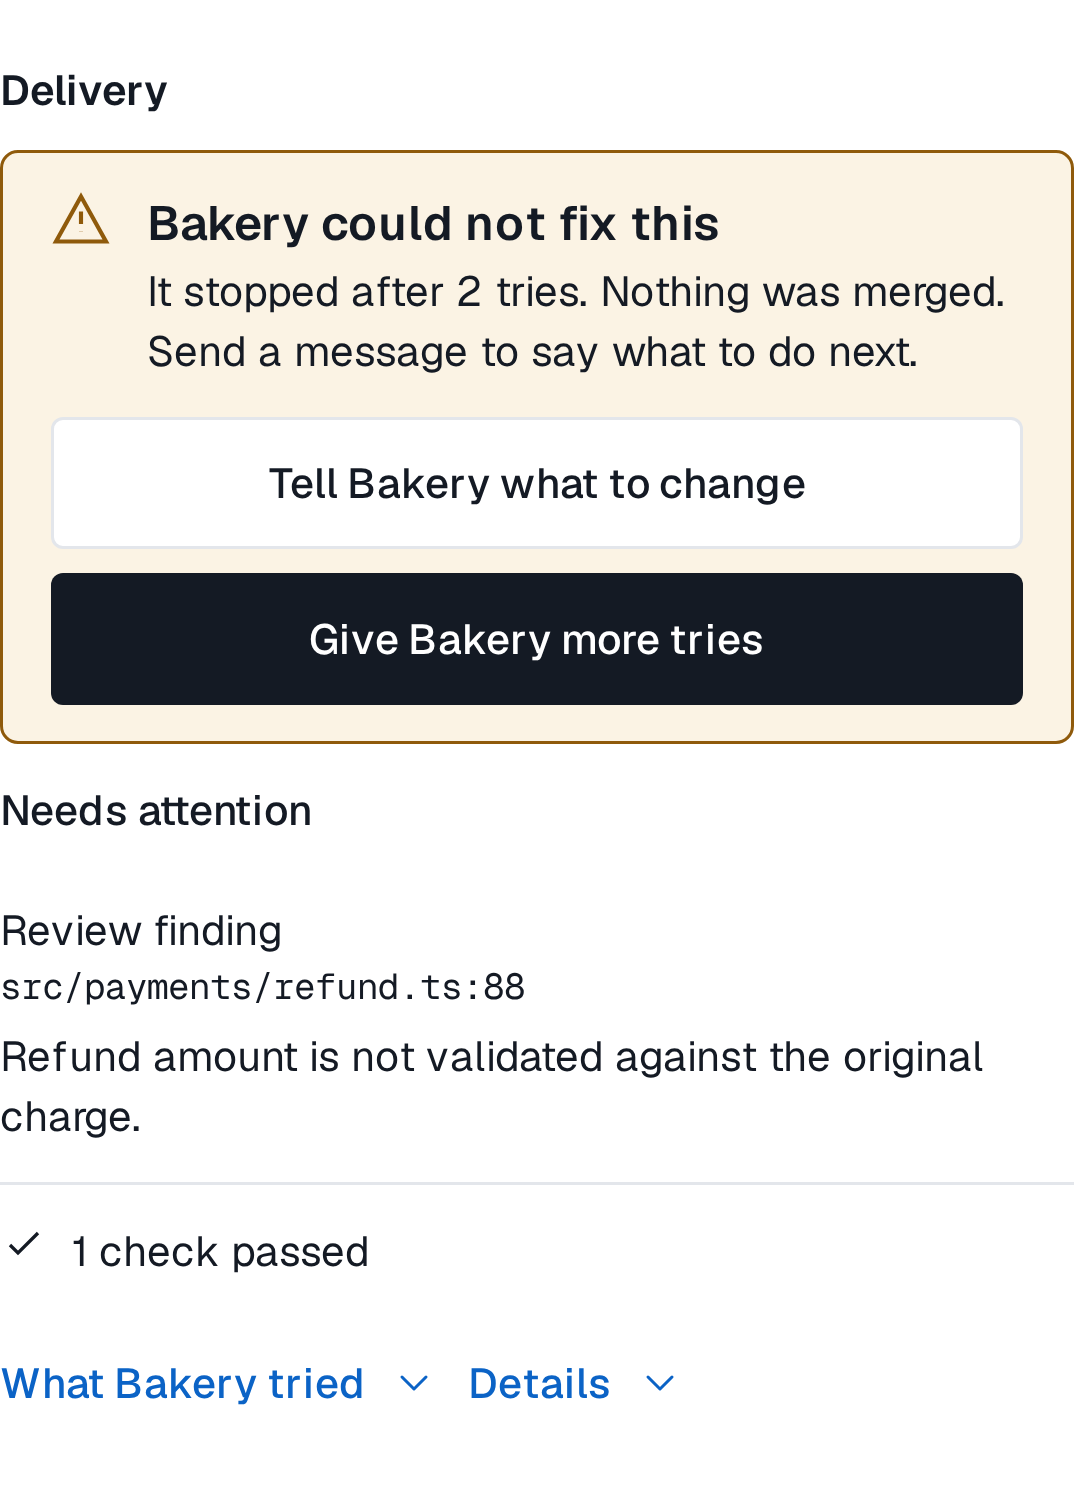 Delivery
Bakery could not fix this
It stopped after 2 tries. Nothing was merged.
Send a message to say what to do next.
Tell Bakery what to change
Give Bakery more tries
Needs attention
Review finding
src/payments/refund.ts:88
Refund amount is not validated against the original
charge.
1 check passed
What Bakery tried
Details